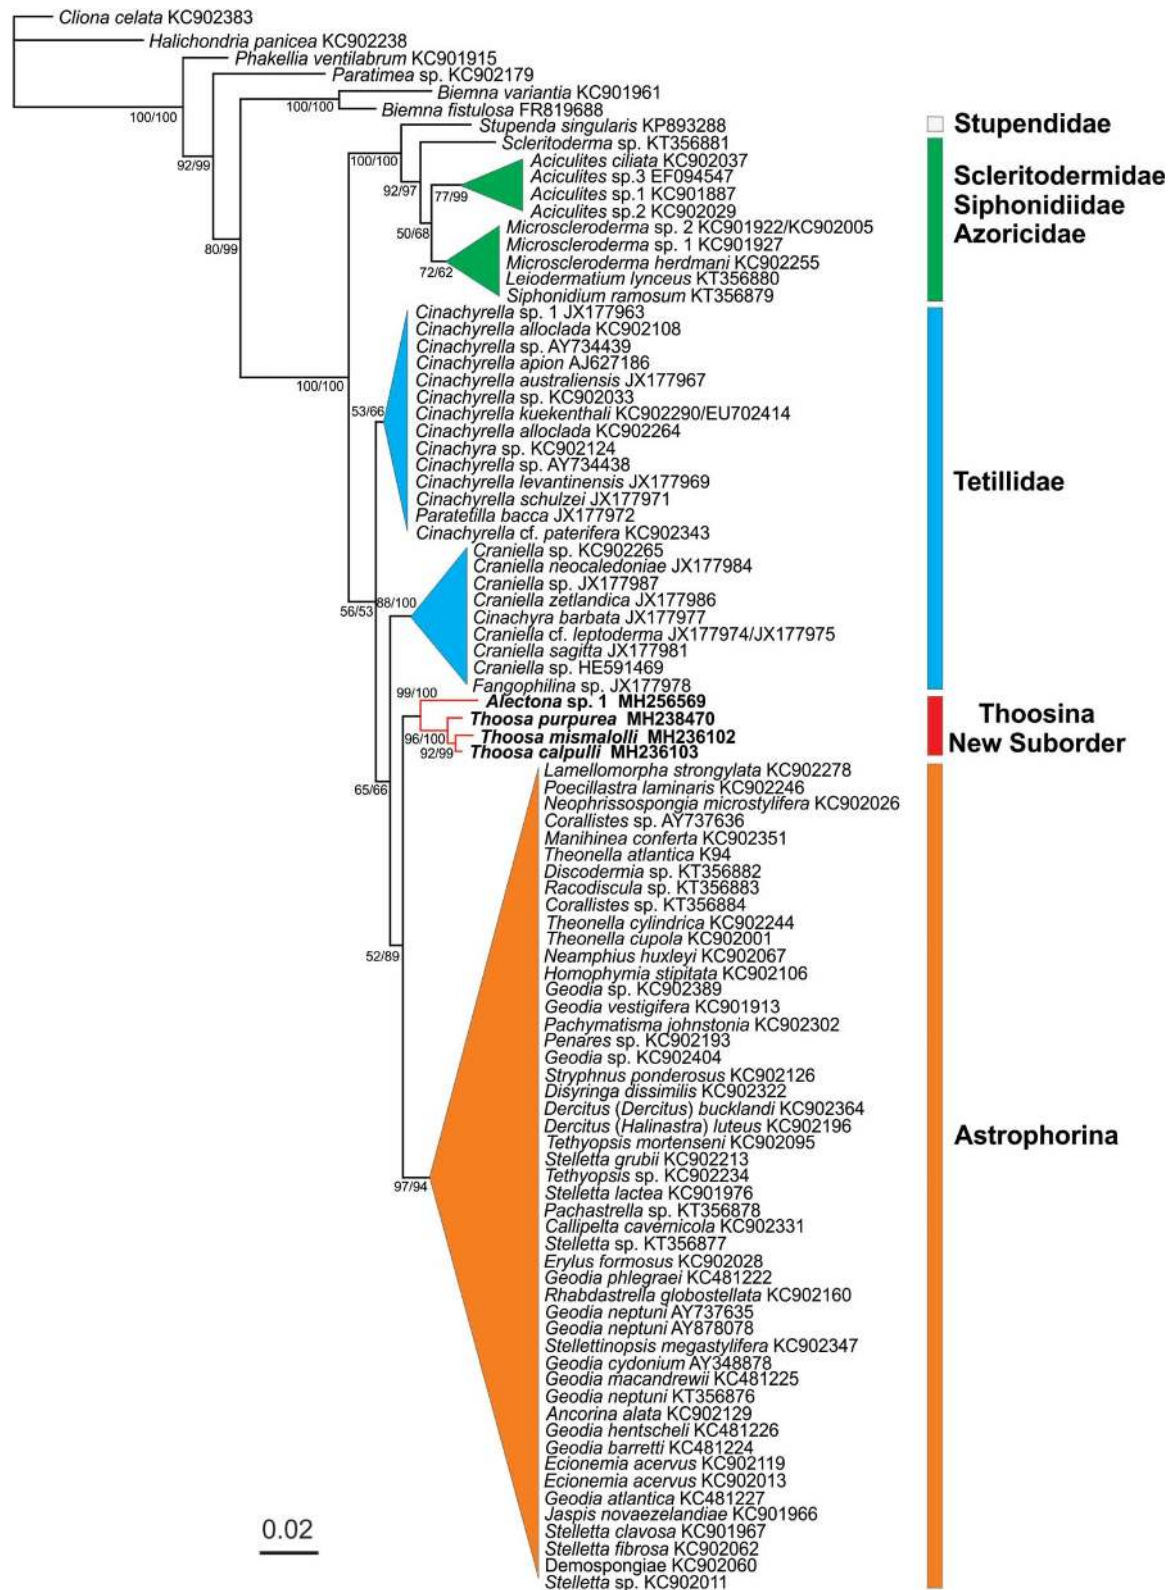 Cliona celata KC902383
Halichondria panicea KC902238
Phakellia ventilabrum KC901915
Paratimea sp. KC902179
Biemna variantia KC901961
100/100
Biemna fistulosa FR819688
100/100
Stupenda singularis KP893288
Stupendidae
Scleritoderma sp. KT356881
100/100
92/99
Aciculites ciliata KC902037
Aciculites sp.3 EF094547
92/97
77/99
Aciculites sp.1 KC901887
Aciculites sp.2 KC902029
Scleritodermidae
Siphonidiidae
Azoricidae
Microscleroderma sp. 2 KC901922/KC902005
50/68
Microscleroderma sp. 1 KC901927
80/99
Microscleroderma herdmani KC902255
72/62
Leiodermatium lynceus KT356880
Siphonidium ramosum KT356879
Cinachyrella sp. 1 JX177963
Cinachyrella alloclada KC902108
Cinachyrella sp. AY734439
Cinachyrella apion AJ627186
Cinachyrella australiensis JX177967
100/100
Cinachyrella sp. KC902033
53/66
Cinachyrella kuekenthali KC902290/EU702414
Cinachyrella alloclada KC902264
Cinachyra sp. KC902124
Cinachyrella sp. AY734438
Cinachyrella levantinensis JX177969
Tetillidae
Cinachyrella schulzei JX177971
Paratetilla bacca JX177972
Cinachyrella cf. paterifera KC902343
Craniella sp. KC902265
Craniella neocaledoniae JX177984
Craniella sp. JX177987
Craniella zetlandica JX177986
56/53
88/100
Cinachyra barbata JX177977
Craniella cf. leptoderma JX177974/JX177975
Craniella sagitta JX177981
Craniella sp. HE591469
Fangophilina sp. JX177978
99/100
Alectona sp. 1 MH256569
Thoosa purpurea MH238470
Thoosina
New Suborder
96/100
Thoosa mismalolli MH236102
92/99
Thoosa calpulli MH236103
Lamellomorpha strongylata KC902278
65/66
Poecillastra laminaris KC902246
Neophrissospongia microstylifera KC902026
Corallistes sp. AY737636
Manihinea conferta KC902351
Theonella atlantica K94
Discodermia sp. KT356882
Racodiscula sp. KT356883
Corallistes sp. KT356884
Theonella cylindrica KC902244
Theonella cupola KC902001
52/89
Neamphius huxleyi KC902067
Homophymia stipitata KC902106
Geodia sp. KC902389
Geodia vestigifera KC901913
Pachymatisma johnstonia KC902302
Penares sp. KC902193
Geodia sp. KC902404
Stryphnus ponderosus KC902126
Disyringa dissimilis KC902322
Dercitus (Dercitus) bucklandi KC902364
Dercitus (Halinastra) luteus KC902196
Astrophorina
Tethyopsis mortenseni KC902095
Stelletta grubii KC902213
Tethyopsis sp. KC902234
97/94
Stelletta lactea KC901976
Pachastrella sp. KT356878
Callipelta cavernicola KC902331
Stelletta sp. KT356877
Erylus formosus KC902028
Geodia phlegraei KC481222
Rhabdastrella globostellata KC902160
Geodia neptuni AY737635
Geodia neptuni AY878078
Stellettinopsis megastylifera KC902347
Geodia cydonium AY348878
Geodia macandrewii KC481225
Geodia neptuni KT356876
Ancorina alata KC902129
Geodia hentscheli KC481226
Geodia barretti KC481224
Ecionemia acervus KC902119
Ecionemia acervus KC902013
Geodia atlantica KC481227
Jaspis novaezelandiae KC901966
0.02
Stelletta clavosa KC901967
Stelletta fibrosa KC902062
Demospongiae KC902060
Stelletta sp. KC902011